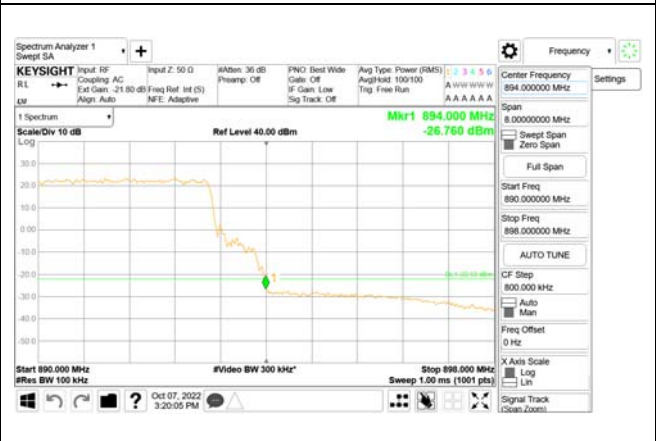 Spectrum Analyzer 1
Swept SA
Frequency
KEYSIGHT Input: RF Input Z: 50 Ω #Atten: 36 dB PNO: Best Wide Avg Type: Power (RMS) 1 2 3 4 5 6
RL Coupling: AC Preamp: Off Gate: Off Avg|Hold: 100/100 A W W W W W
Ext Gain: -21.80 dB Freq Ref: Int (S) IF Gain: Low Trig: Free Run
Align: Auto NFE: Adaptive Sig Track: Off A A A A A A
Center Frequency
894.000000 MHz
Settings
Span
8.00000000 MHz
Swept Span
Zero Span
Full Span
Start Freq
890.000000 MHz
Stop Freq
898.000000 MHz
AUTO TUNE
CF Step
800.000 kHz
Auto
Man
Freq Offset
0 Hz
X Axis Scale
Log
Lin
Signal Track
(Span Zoom)
1 Spectrum
Mkr1 894.000 MHz
Scale/Div 10 dB Ref Level 40.00 dBm -26.760 dBm
Log
30.0
20.0
10.0
0.00
-10.0
-20.0
-30.0
-40.0
-50.0
1
Start 890.000 MHz #Video BW 300 kHz* Stop 898.000 MHz
#Res BW 100 kHz Sweep 1.00 ms (1001 pts)
? Oct 07, 2022
3:20:05 PM